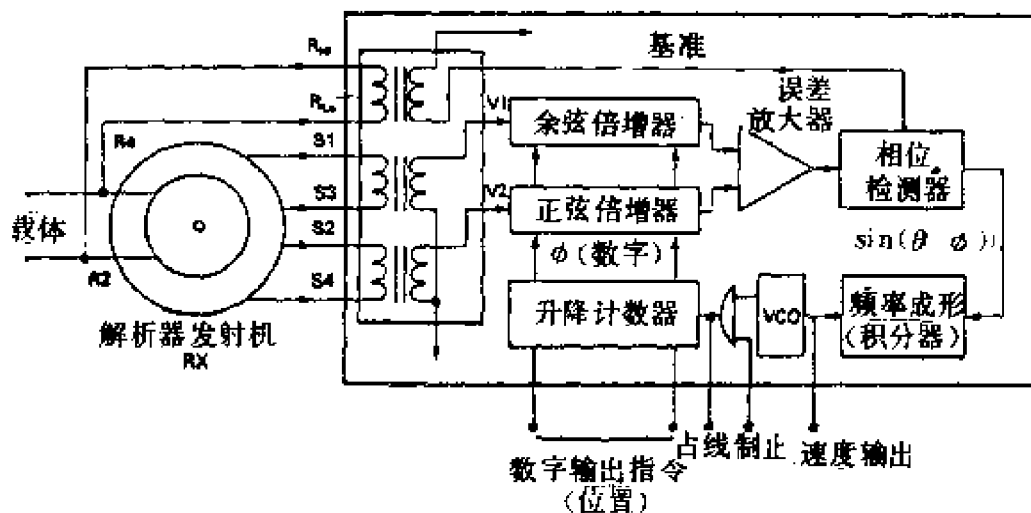 基准
V1
余弦倍增器
误差
放大器
相位
检测器
S1
S3
S2
S4
V2
正弦倍增器
φ(数字)
sin(θ φ)
载体
R2
解析器发射机
RX
升降计数器
VCO
频率成形
(积分器)
占线
制止
速度输出
数字输出指令
(位置)